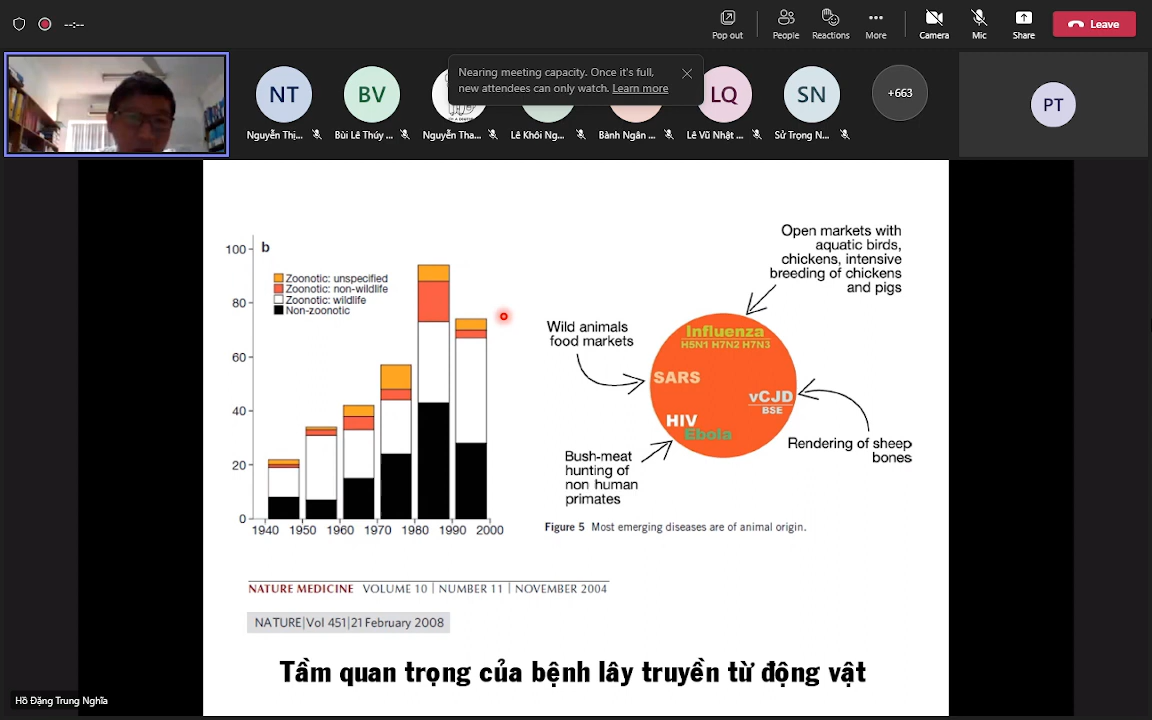 --:--
Pop out
People
Reactions
More
Camera
Mic
Share
Leave
Nearing meeting capacity. Once it's full,
new attendees can only watch. Learn more
NT
BV
LQ
SN
+663
PT
Nguyễn Thị...
Bùi Lê Thúy ...
Nguyễn Tha...
Lê Khôi Ng...
Bành Ngân ...
Lê Vũ Nhật ...
Sử Trọng N...
b
100
80
60
40
20
0
Zoonotic: unspecified
Zoonotic: non-wildlife
Zoonotic: wildlife
Non-zoonotic
1940 1950 1960 1970 1980 1990 2000
Open markets with
aquatic birds,
chickens, intensive
breeding of chickens
and pigs
Wild animals
food markets
Influenza
H5N1 H7N2 H7N3
SARS
vCJD
BSE
HIV
Ebola
Rendering of sheep
bones
Bush-meat
hunting of
non human
primates
Figure 5 Most emerging diseases are of animal origin.
NATURE MEDICINE VOLUME 10 | NUMBER 11 | NOVEMBER 2004
NATURE|Vol 451|21 February 2008
Tầm quan trọng của bệnh lây truyền từ động vật
Hồ Đặng Trung Nghĩa